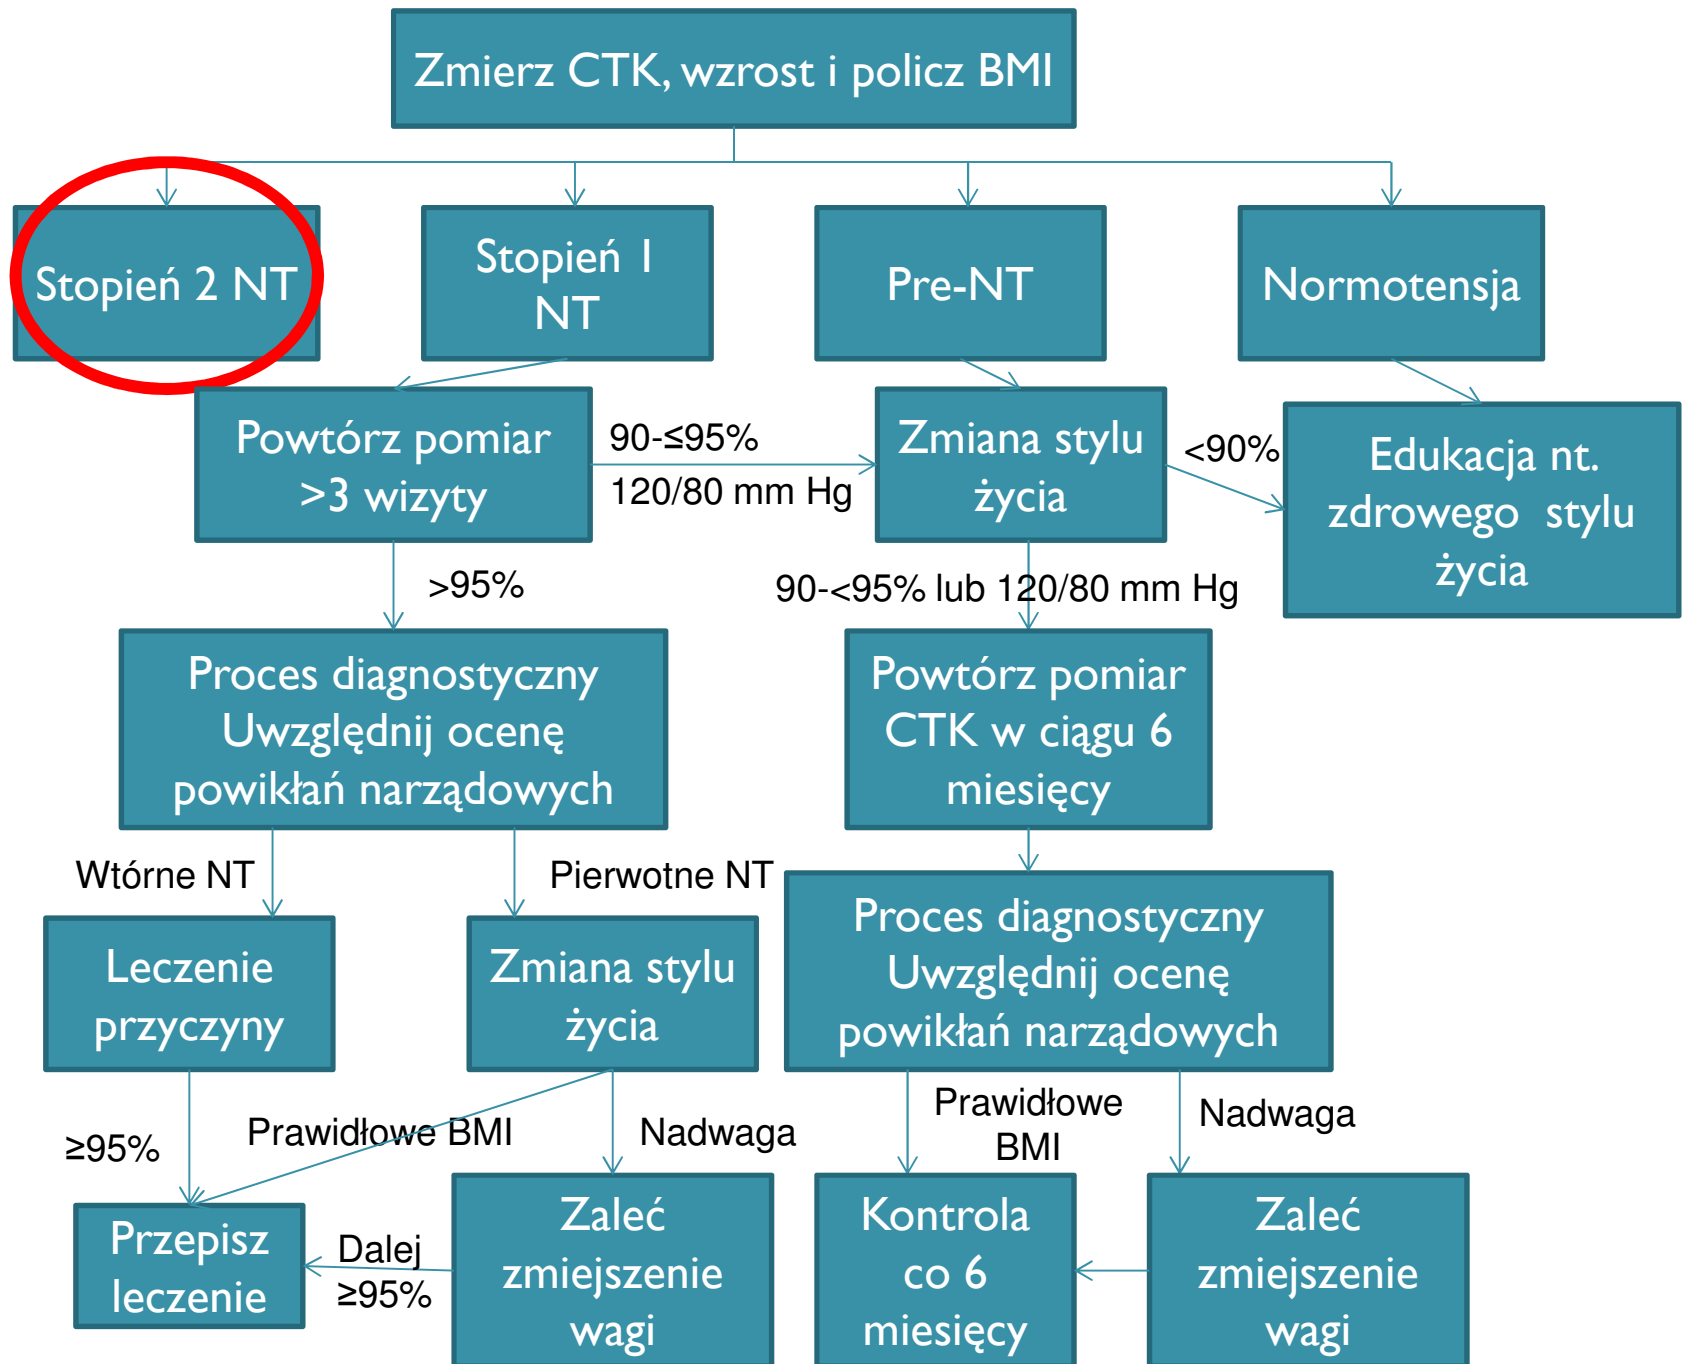 Zmierz CTK, wzrost i policz BMI
Stopień 2 NT
Stopień 1
NT
Pre-NT
Normotensja
Powtórz pomiar
>3 wizyty
90-≤95%
120/80 mm Hg
Zmiana stylu
życia
<90%
Edukacja nt.
zdrowego stylu
życia
>95%
90-<95% lub 120/80 mm Hg
Proces diagnostyczny
Uwzględnij ocenę
powikłań narządowych
Powtórz pomiar
CTK w ciągu 6
miesięcy
Wtórne NT
Pierwotne NT
Leczenie
przyczyny
Zmiana stylu
życia
Proces diagnostyczny
Uwzględnij ocenę
powikłań narządowych
≥95%
Prawidłowe BMI
Nadwaga
Prawidłowe
BMI
Nadwaga
Przepisz
leczenie
Dalej
≥95%
Zaleć
zmiejszenie
wagi
Kontrola
co 6
miesięcy
Zaleć
zmiejszenie
wagi